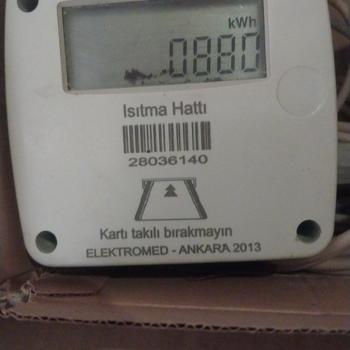 kWh
0880
Isıtma Hattı
28036140
Kartı takılı bırakmayın
ELEKTROMED - ANKARA 2013